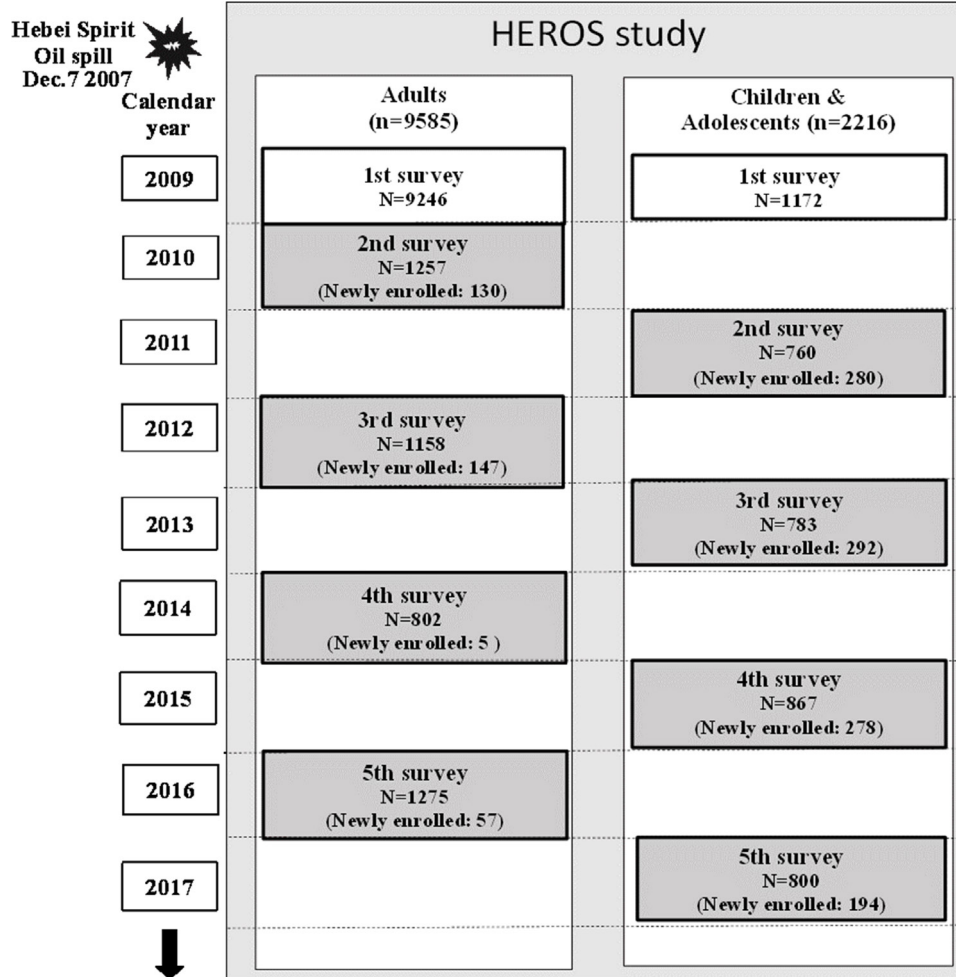 Hebei Spirit
Oil spill
Dec.7 2007
Calendar
year
HEROS study
Adults
(n=9585)
Children &
Adolescents (n=2216)
2009
1st survey
N=9246
1st survey
N=1172
2010
2nd survey
N=1257
(Newly enrolled: 130)
2011
2nd survey
N=760
(Newly enrolled: 280)
2012
3rd survey
N=1158
(Newly enrolled: 147)
2013
3rd survey
N=783
(Newly enrolled: 292)
2014
4th survey
N=802
(Newly enrolled: 5 )
2015
4th survey
N=867
(Newly enrolled: 278)
2016
5th survey
N=1275
(Newly enrolled: 57)
2017
5th survey
N=800
(Newly enrolled: 194)